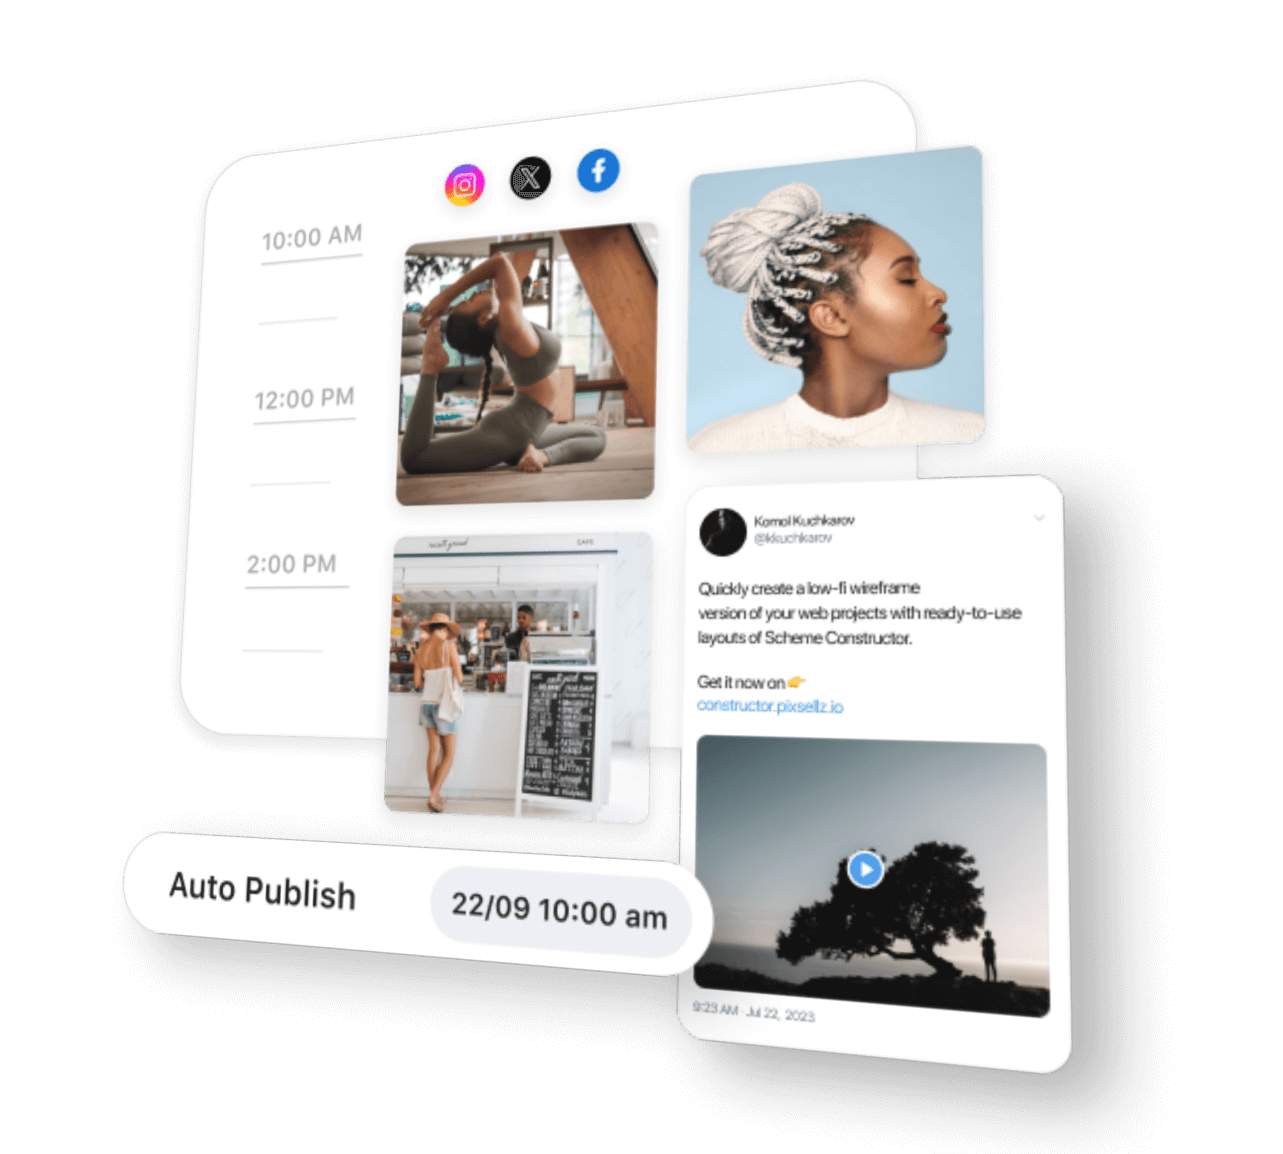 10:00 AM
12:00 PM
2:00 PM
CAFE
Komol Kuchkarov
@kkuchkarov
Quickly create a low-fi wireframe
version of your web projects with ready-to-use
layouts of Scheme Constructor.
Get it now on👉
constructor.pixsellz.io
9:23 AM · Jul 22, 2023
Auto Publish
22/09 10:00 am